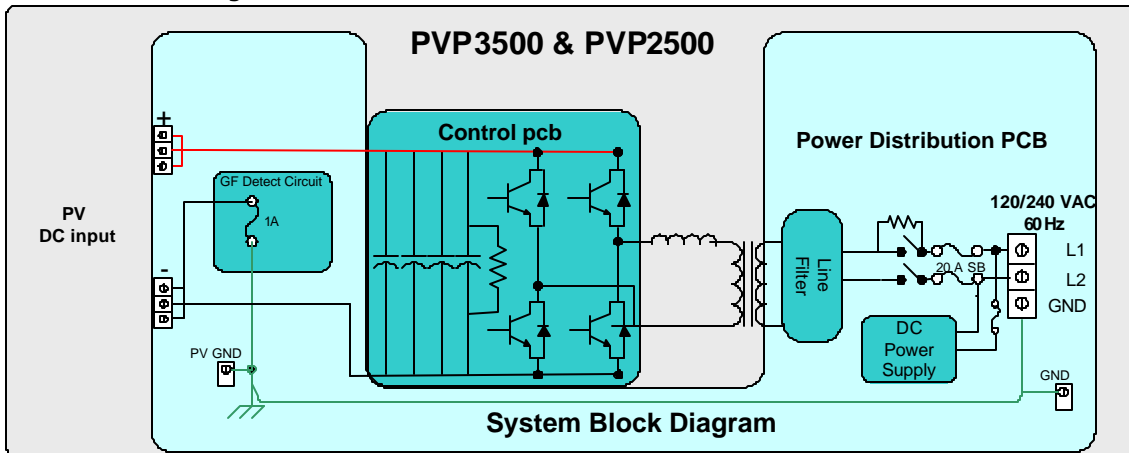 PVP3500 & PVP2500
+
Control pcb
Power Distribution PCB
GF Detect Circuit
1A
PV
DC input
120/240 VAC
60 Hz
L1
L2
GND
20 A SB
Line
Filter
-
DC
Power
Supply
PV GND
GND
System Block Diagram